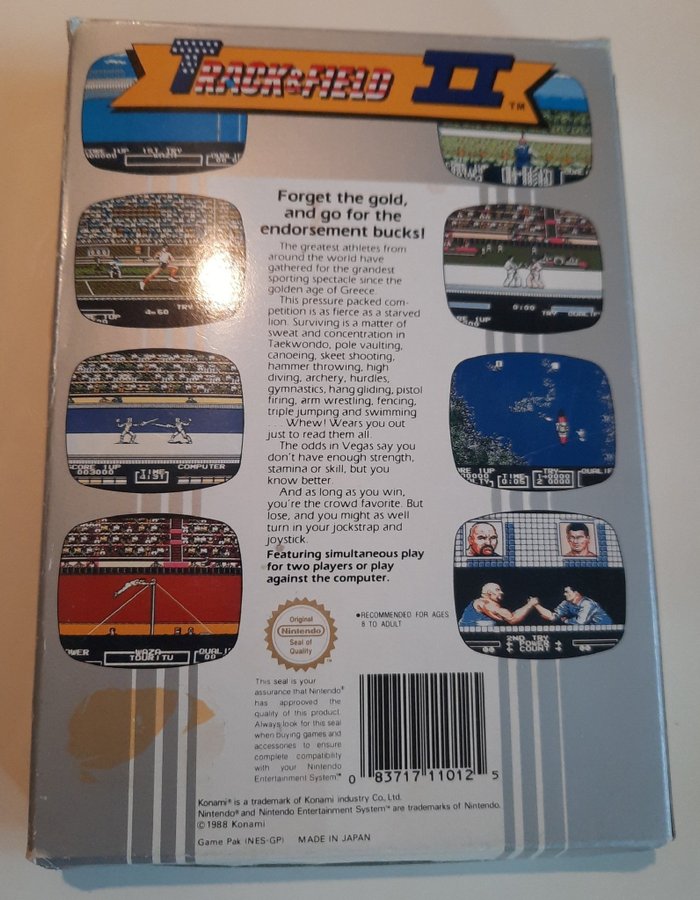 TRACK & FIELD II ™
Forget the gold,
and go for the
endorsement bucks!
The greatest athletes from
around the world have
gathered for the grandest
sporting spectacle since the
golden age of Greece.
This pressure packed com-
petition is as fierce as a starved
lion. Surviving is a matter of
sweat and concentration in
Taekwondo, pole vaulting,
canoeing, skeet shooting,
hammer throwing, high
diving, archery, hurdles,
gymnastics, hang gliding, pistol
firing, arm wrestling, fencing,
triple jumping and swimming
. . . Whew! Wears you out
just to read them all.
The odds in Vegas say you
don't have enough strength,
stamina or skill, but you
know better.
And as long as you win,
you're the crowd favorite. But
lose, and you might as well
turn in your jockstrap and
joystick.
Featuring simultaneous play
for two players or play
against the computer.
1ST TRY
SCORE 1UP
003000
TIME
4:31
COMPUTER
WAZA
TOURITU
TIME
0:05
TRY
2ND TRY
POWER
COUNT
Original
Nintendo
Seal of
Quality
•RECOMMENDED FOR AGES
8 TO ADULT
This seal is your
assurance that Nintendo®
has approved the
quality of this product.
Always look for this seal
when buying games and
accessories to ensure
complete compatibility
with your Nintendo
Entertainment System™
0 83717 11012 5
Konami® is a trademark of Konami Industry Co., Ltd.
Nintendo® and Nintendo Entertainment System™ are trademarks of Nintendo.
© 1988 Konami
Game Pak (NES-GP) MADE IN JAPAN